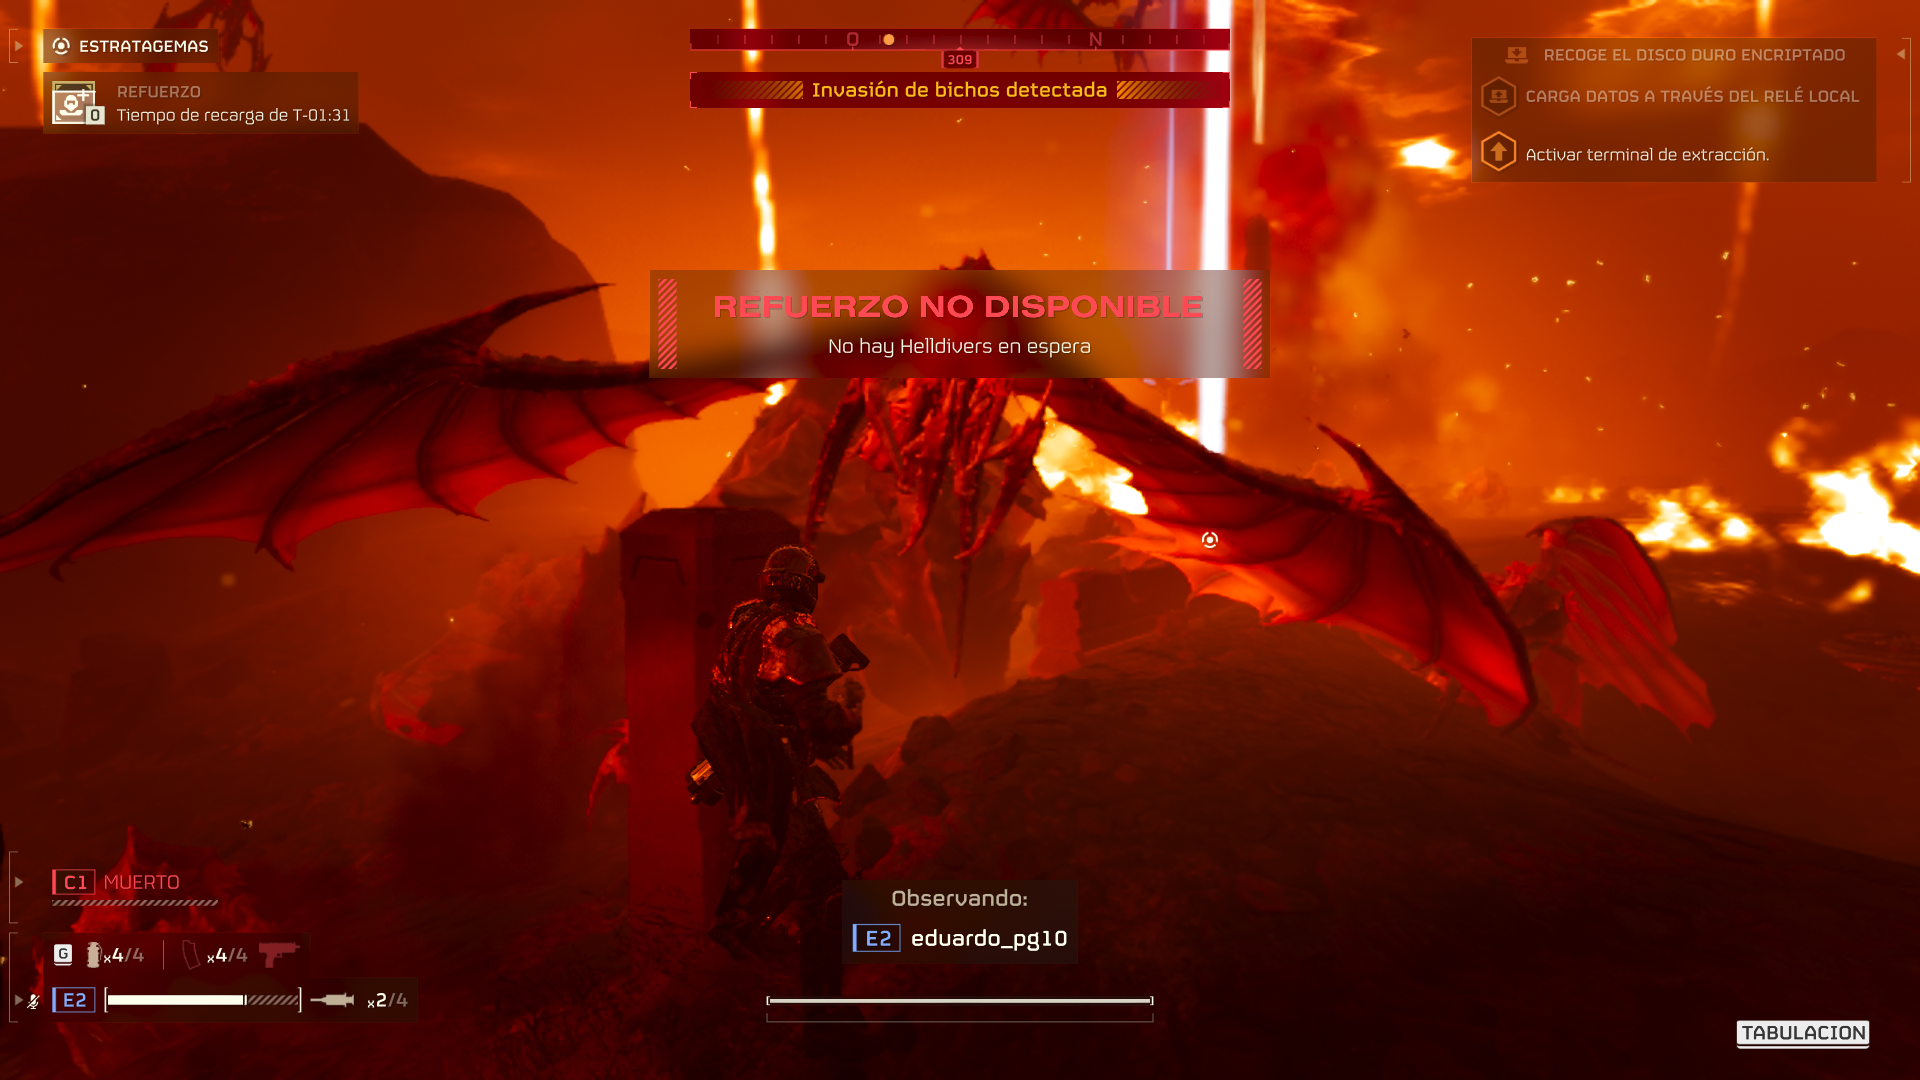 ESTRATAGEMAS
REFUERZO
0
Tiempo de recarga de T-01:31
O
N
309
Invasión de bichos detectada
RECOGE EL DISCO DURO ENCRIPTADO
CARGA DATOS A TRAVÉS DEL RELÉ LOCAL
Activar terminal de extracción.
REFUERZO NO DISPONIBLE
No hay Helldivers en espera
C1 MUERTO
G x4/4 x4/4
E2 x2/4
Observando:
E2 eduardo_pg10
TABULACION